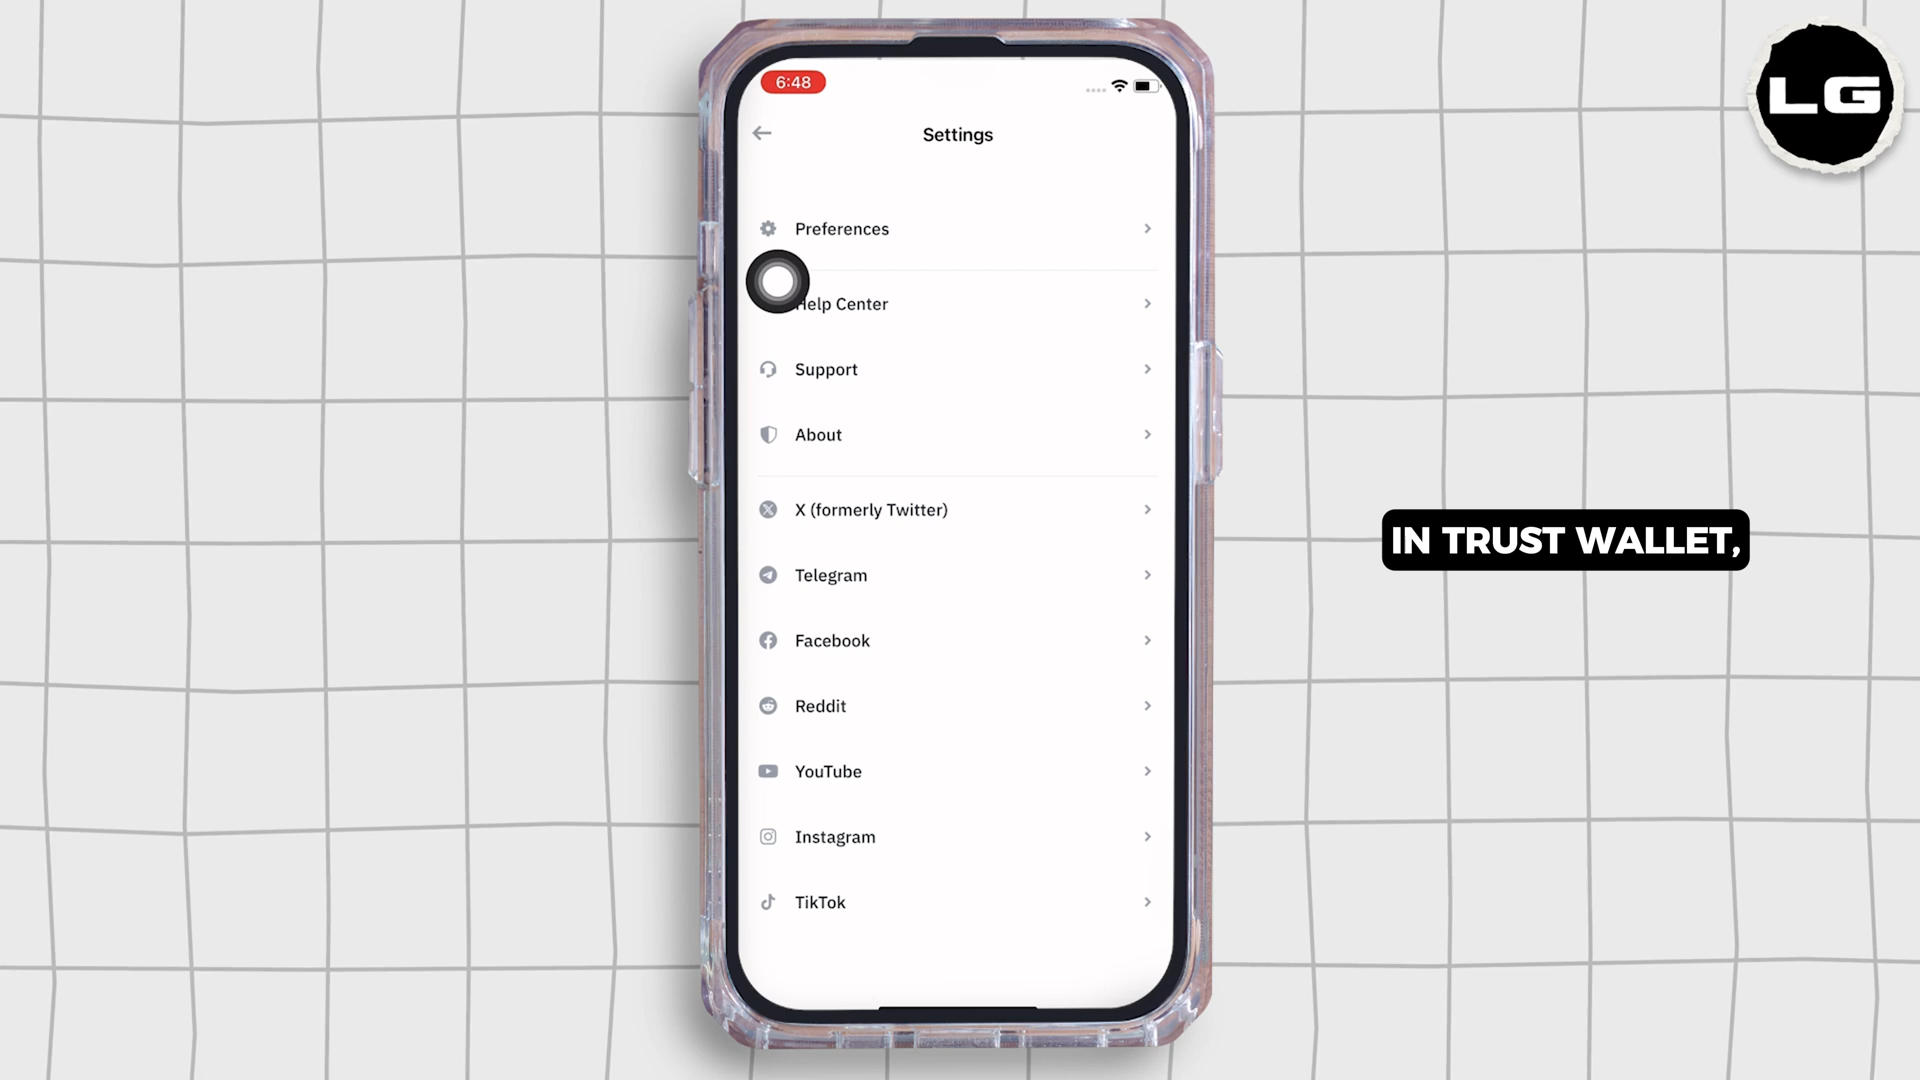 6:48
LG
Settings
Preferences
Help Center
Support
About
X (formerly Twitter)
IN TRUST WALLET,
Telegram
Facebook
Reddit
YouTube
Instagram
TikTok